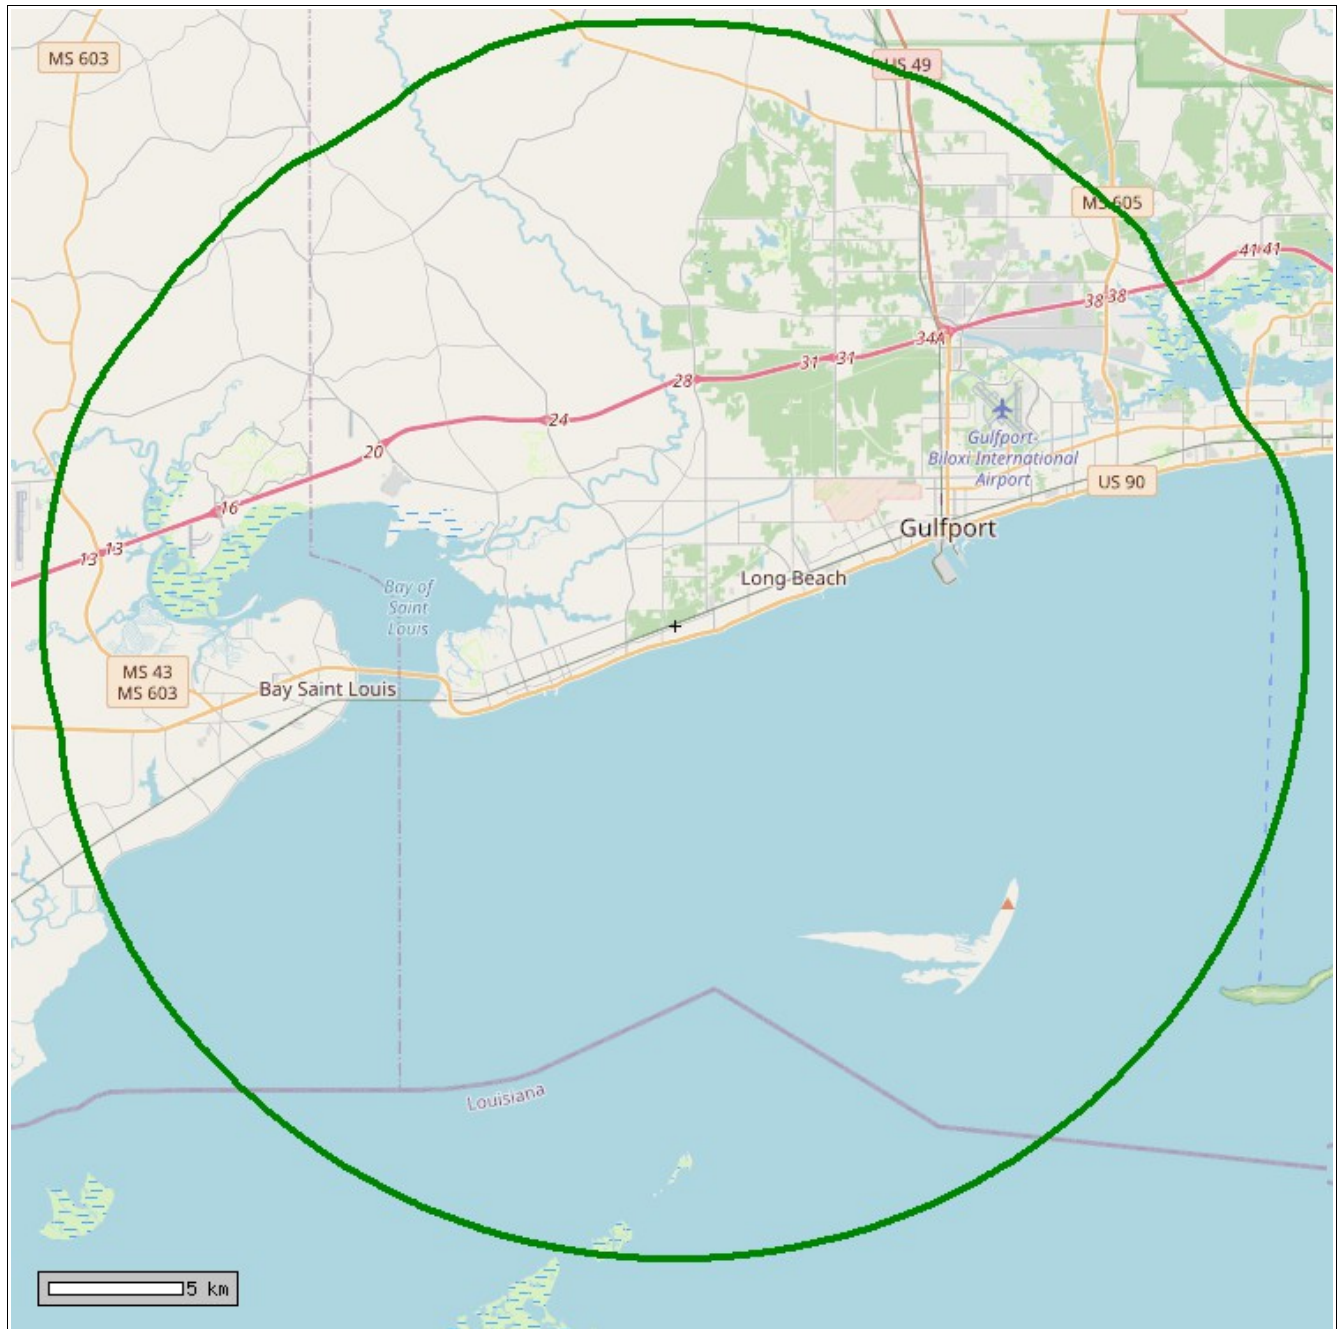 MS 603
US 49
MS 605
41 41
38 38
34A
31 31
28
24
20
Gulfport-
Biloxi International
Airport
US 90
16
Gulfport
13 13
Long Beach
Bay of
Saint
Louis
MS 43
MS 603
Bay Saint Louis
Louisiana
5 km